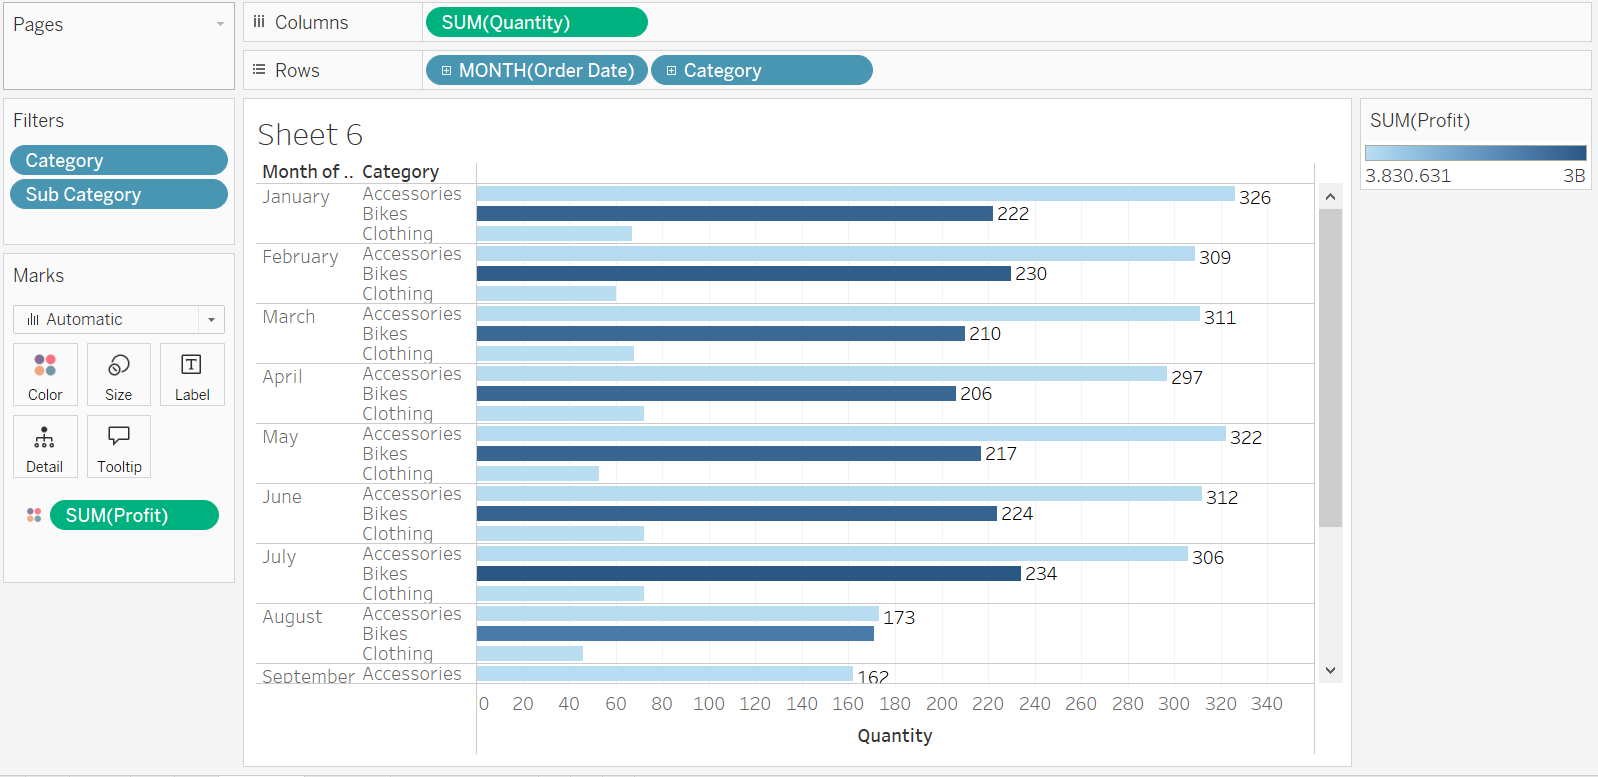 Pages
Columns
SUM(Quantity)
Rows
MONTH(Order Date)
Category
Filters
Category
Sub Category
Marks
Automatic
Color
Size
Label
Detail
Tooltip
SUM(Profit)
Sheet 6
Month of ..
Category
January
Accessories
326
Bikes
222
Clothing
February
Accessories
309
Bikes
230
Clothing
March
Accessories
311
Bikes
210
Clothing
April
Accessories
297
Bikes
206
Clothing
May
Accessories
322
Bikes
217
Clothing
June
Accessories
312
Bikes
224
Clothing
July
Accessories
306
Bikes
234
Clothing
August
Accessories
173
Bikes
Clothing
September
Accessories
162
0 20 40 60 80 100 120 140 160 180 200 220 240 260 280 300 320 340
Quantity
SUM(Profit)
3.830.631 3B